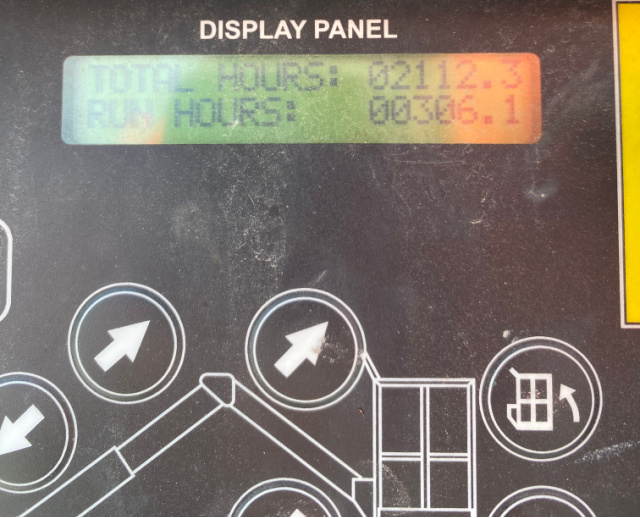 DISPLAY PANEL
TOTAL HOURS: 02112.3
RUN HOURS: 00306.1